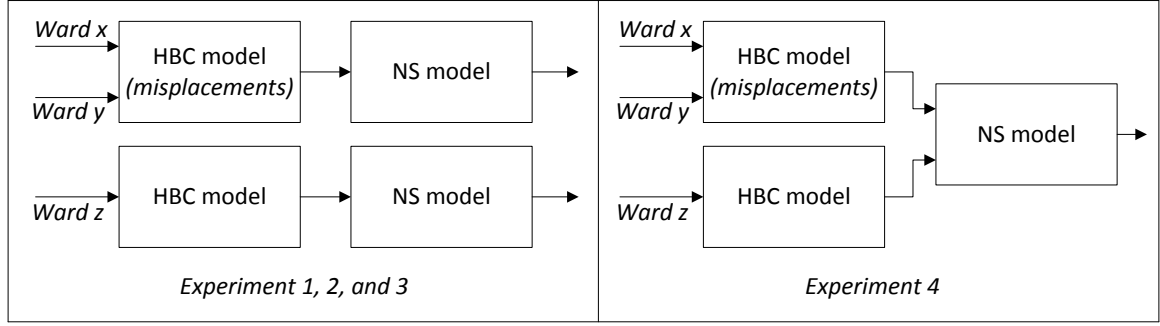 Ward x
HBC model
(misplacements)
NS model
Ward y
HBC model
NS model
Ward z
Experiment 1, 2, and 3
Ward x
HBC model
(misplacements)
Ward y
NS model
HBC model
Ward z
Experiment 4